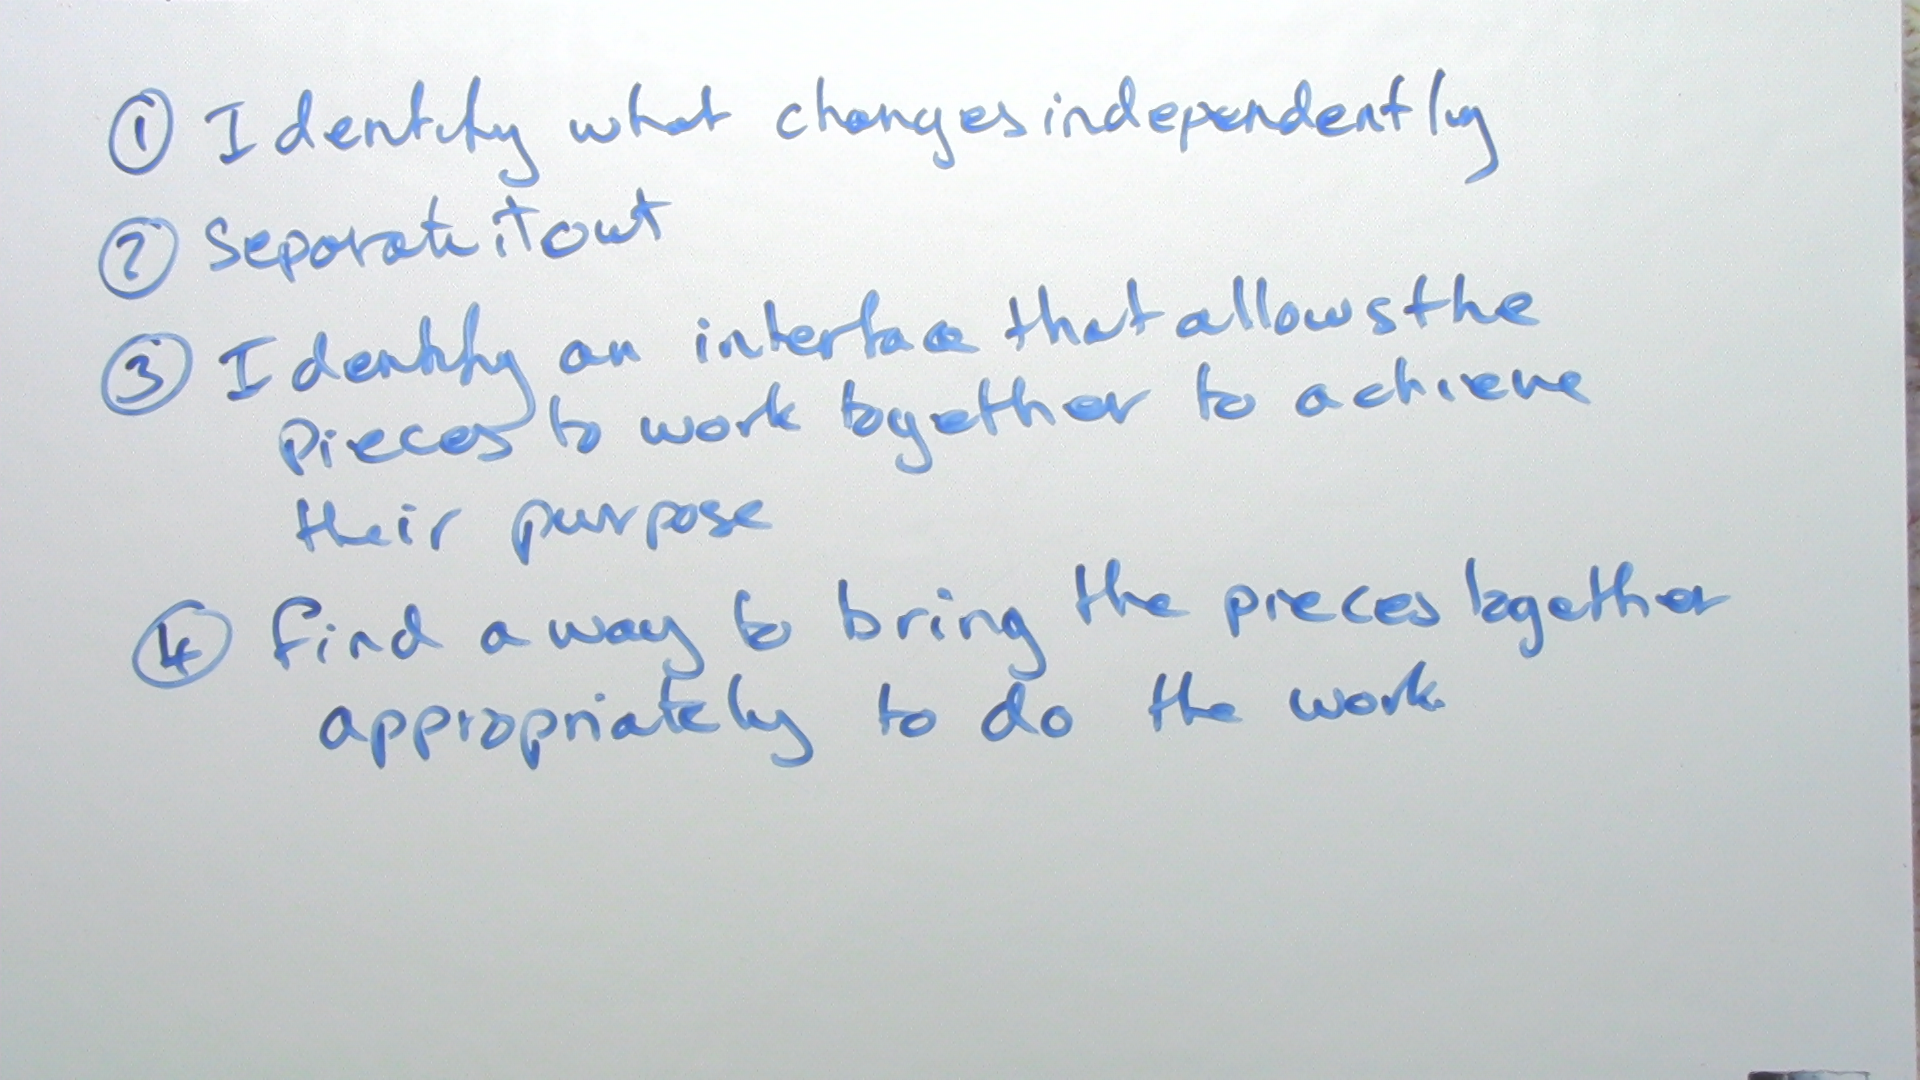 ① Identify what changes independently
② Separate it out
③ Identify an interface that allows the
pieces to work together to achieve
their purpose
④ find a way to bring the pieces together
appropriately to do the work